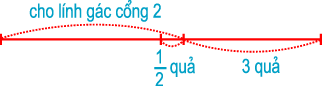 cho lính gác cổng 2
1/2 quả
3 quả